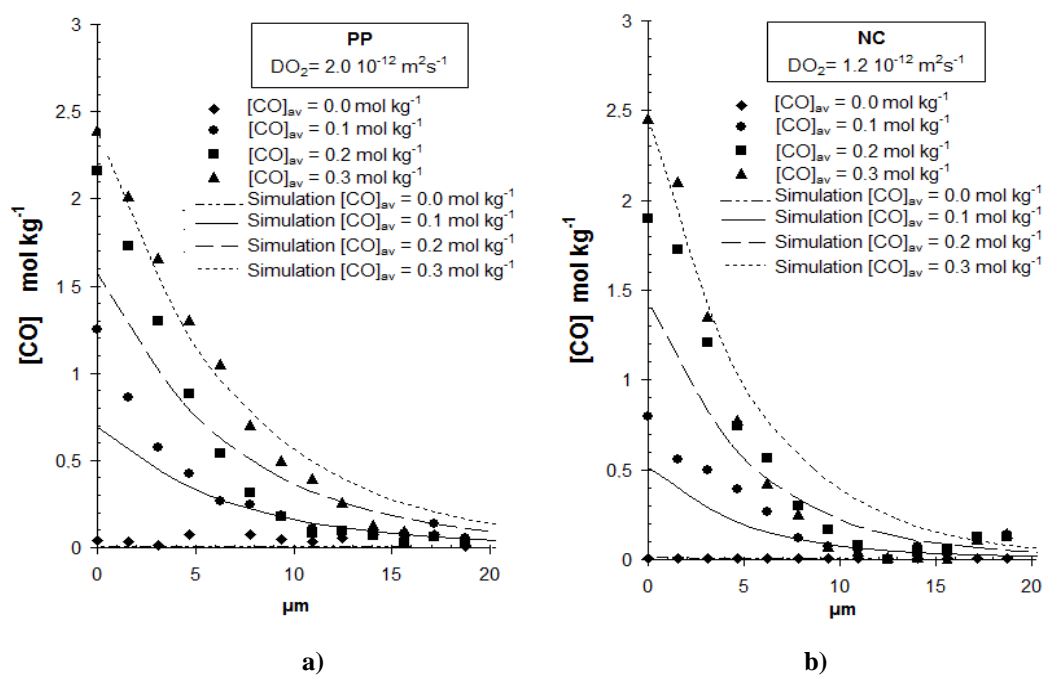 a)
b)
3
2.5
2
1.5
1
0.5
0
[CO] mol kg-1
PP
DO2= 2.0 10-12 m2s-1
[CO]av = 0.0 mol kg-1
[CO]av = 0.1 mol kg-1
[CO]av = 0.2 mol kg-1
[CO]av = 0.3 mol kg-1
Simulation [CO]av = 0.0 mol kg-1
Simulation [CO]av = 0.1 mol kg-1
Simulation [CO]av = 0.2 mol kg-1
Simulation [CO]av = 0.3 mol kg-1
0 5 10 15 20
µm
a)
3
2.5
2
1.5
1
0.5
0
[CO] mol kg-1
NC
DO2= 1.2 10-12 m2s-1
[CO]av = 0.0 mol kg-1
[CO]av = 0.1 mol kg-1
[CO]av = 0.2 mol kg-1
[CO]av = 0.3 mol kg-1
Simulation [CO]av = 0.0 mol kg-1
Simulation [CO]av = 0.1 mol kg-1
Simulation [CO]av = 0.2 mol kg-1
Simulation [CO]av = 0.3 mol kg-1
0 5 10 15 20
µm
b)